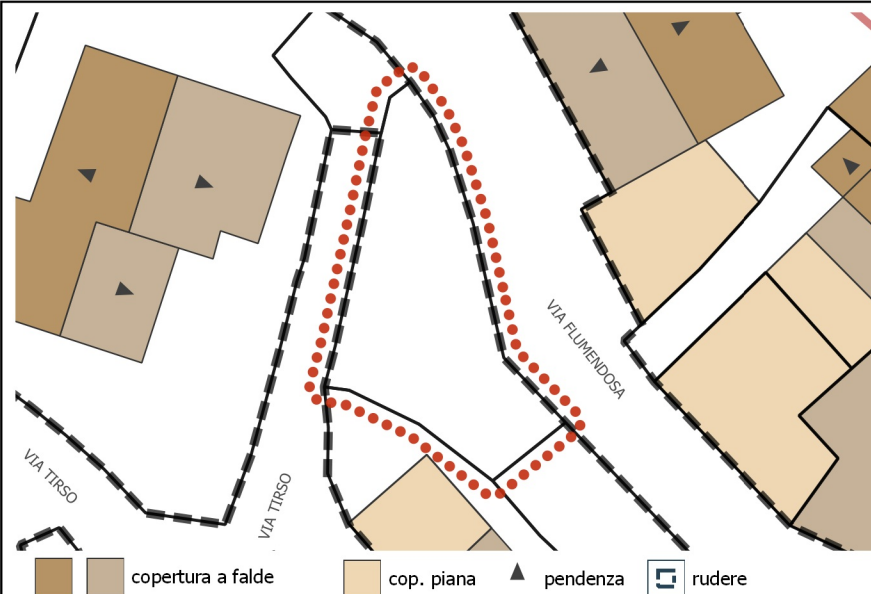 VIA FLUMENDOSA
VIA TIRSO
VIA TIRSO
copertura a falde
cop. piana
pendenza
rudere